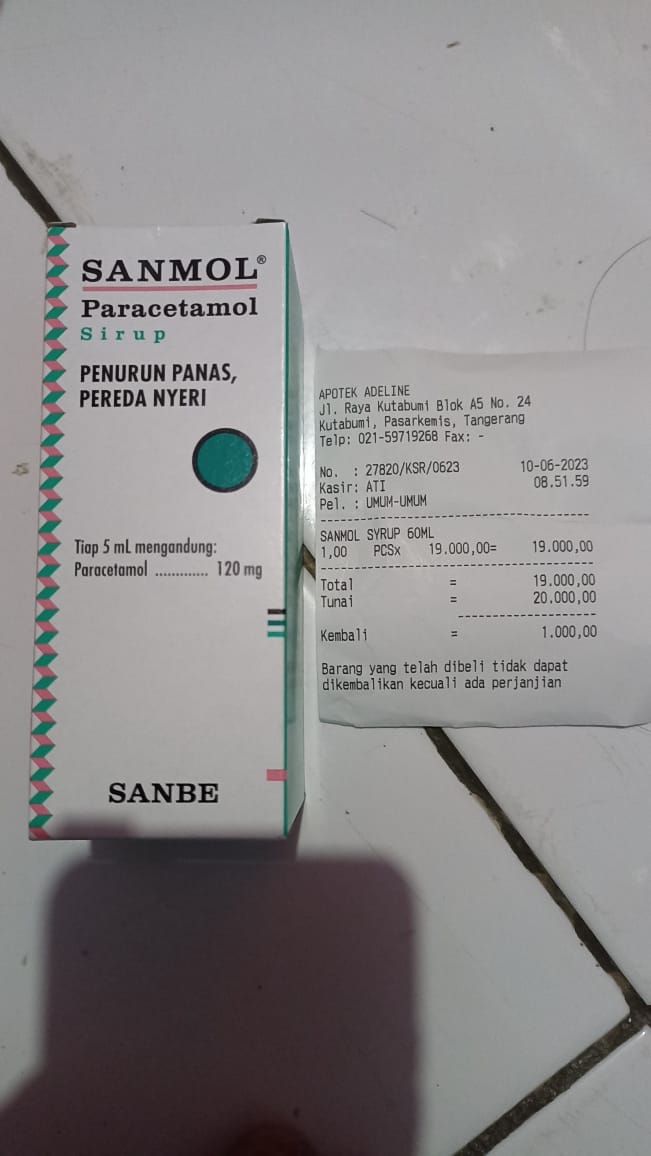 SANMOL®
Paracetamol
Sirup
PENURUN PANAS,
PEREDA NYERI
Tiap 5 mL mengandung:
Paracetamol ............. 120 mg
SANBE
APOTEK ADELINE
Jl. Raya Kutabumi Blok A5 No. 24
Kutabumi, Pasarkemis, Tangerang
Telp: 021-59719268 Fax: -
No. : 27820/KSR/0623 10-06-2023
Kasir: ATI 08.51.59
Pel. : UMUM-UMUM
SANMOL SYRUP 60ML
1,00 PCSx 19.000,00= 19.000,00
Total = 19.000,00
Tunai = 20.000,00
Kembali = 1.000,00
Barang yang telah dibeli tidak dapat
dikembalikan kecuali ada perjanjian